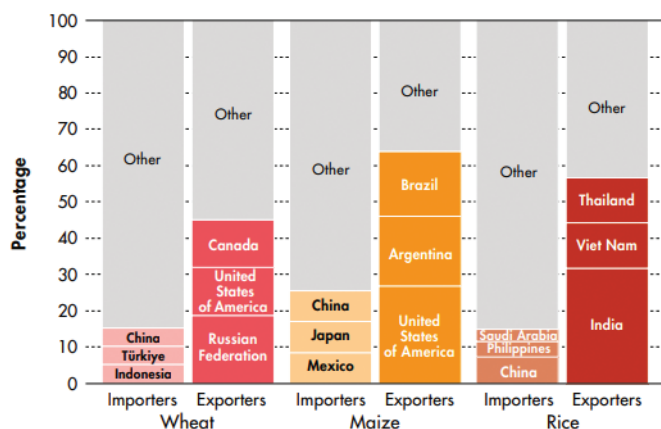 100
90
80
70
60
50
40
30
20
10
0
Percentage
Other
China
Türkiye
Indonesia
Other
Canada
United
States
of America
Russian
Federation
Other
China
Japan
Mexico
Other
Brazil
Argentina
United
States
of America
Other
Saudi Arabia
Philippines
China
Other
Thailand
Viet Nam
India
Importers Exporters Importers Exporters Importers Exporters
Wheat Maize Rice